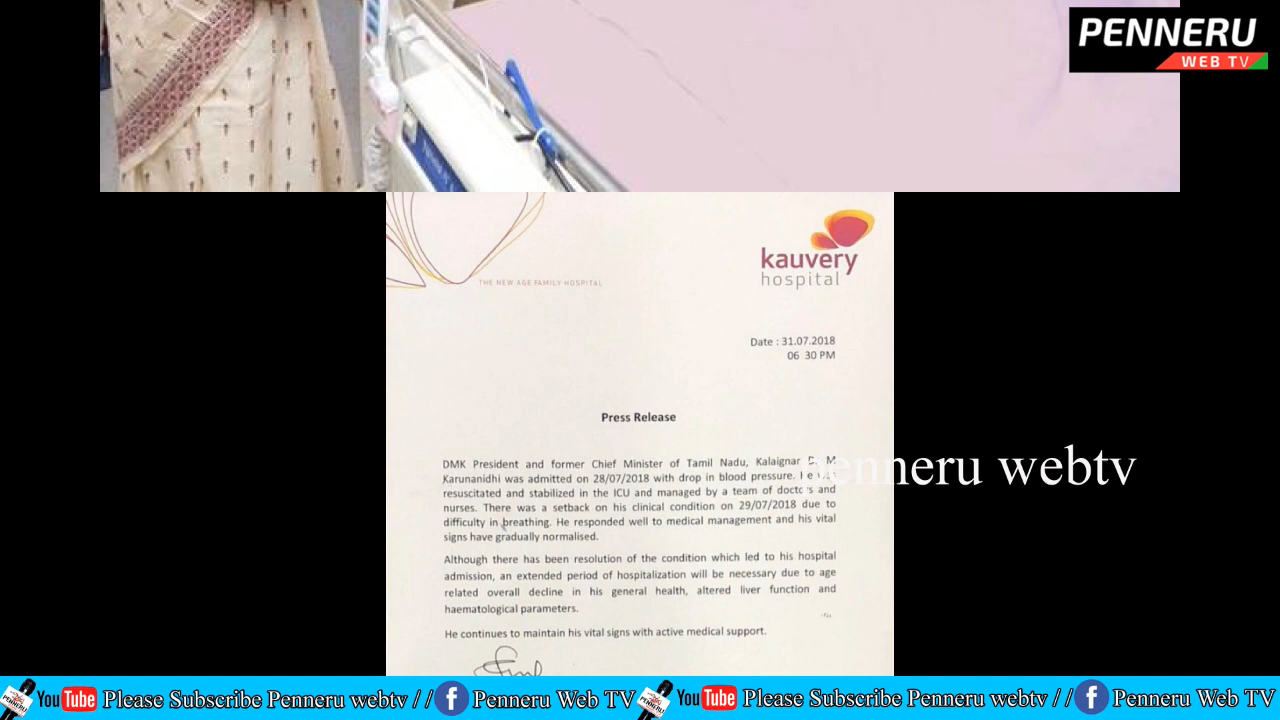 PENNERU
WEB TV
THE NEW AGE FAMILY HOSPITAL
kauvery
hospital
Date : 31.07.2018
06 30 PM
Press Release
DMK President and former Chief Minister of Tamil Nadu, Kalaignar M
Karunanidhi was admitted on 28/07/2018 with drop in blood pressure. He was
resuscitated and stabilized in the ICU and managed by a team of doctors and
nurses. There was a setback on his clinical condition on 29/07/2018 due to
difficulty in breathing. He responded well to medical management and his vital
signs have gradually normalised.
Although there has been resolution of the condition which led to his hospital
admission, an extended period of hospitalization will be necessary due to age
related overall decline in his general health, altered liver function and
haematological parameters.
He continues to maintain his vital signs with active medical support.
penneru webtv
YouTube Please Subscribe Penneru webtv // f Penneru Web TV YouTube Please Subscribe Penneru webtv // f Penneru Web TV